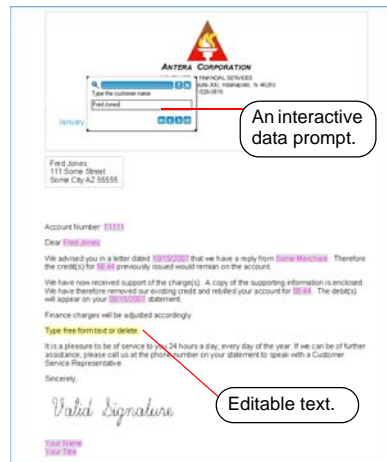 ANTERA CORPORATION
FINANCIAL SERVICES
Type the customer name
Fred Jones
January
An interactive
data prompt.
Fred Jones
111 Some Street
Some City AZ 55555
Account Number: 11111
Dear Fred Jones
We advised you in a letter dated 10/15/2007 that we have a reply from Some Merchant. Therefore
the credit(s) for 56.44 previously issued would remian on the account.
We have now received support of the charge(s). A copy of the supporting information is enclosed.
We have therefore removed our existing credit and rebilled your account for 56.44. The debit(s)
will appear on your 09/15/2007 statement.
Finance charges will be adjusted accordingly.
Type free form text or delete
It is a pleasure to be of service to you 24 hours a day, every day of the year. If we can be of further
assistance, please call us at the phone number on your statement to speak with a Customer
Service Representative.
Sincerely,
Editable text.
Valid Signature
Your Name
Your Title